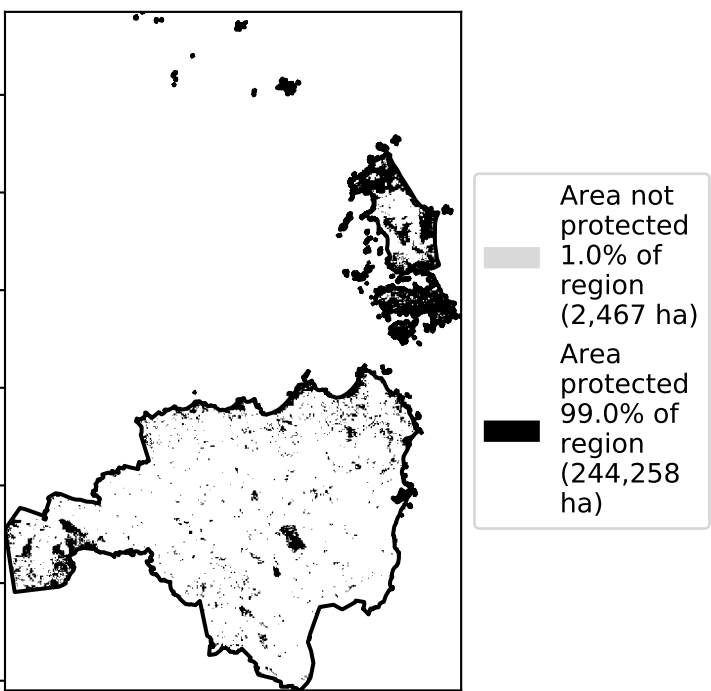 Area not
protected
1.0% of
region
(2,467 ha)
Area
protected
99.0% of
region
(244,258
ha)